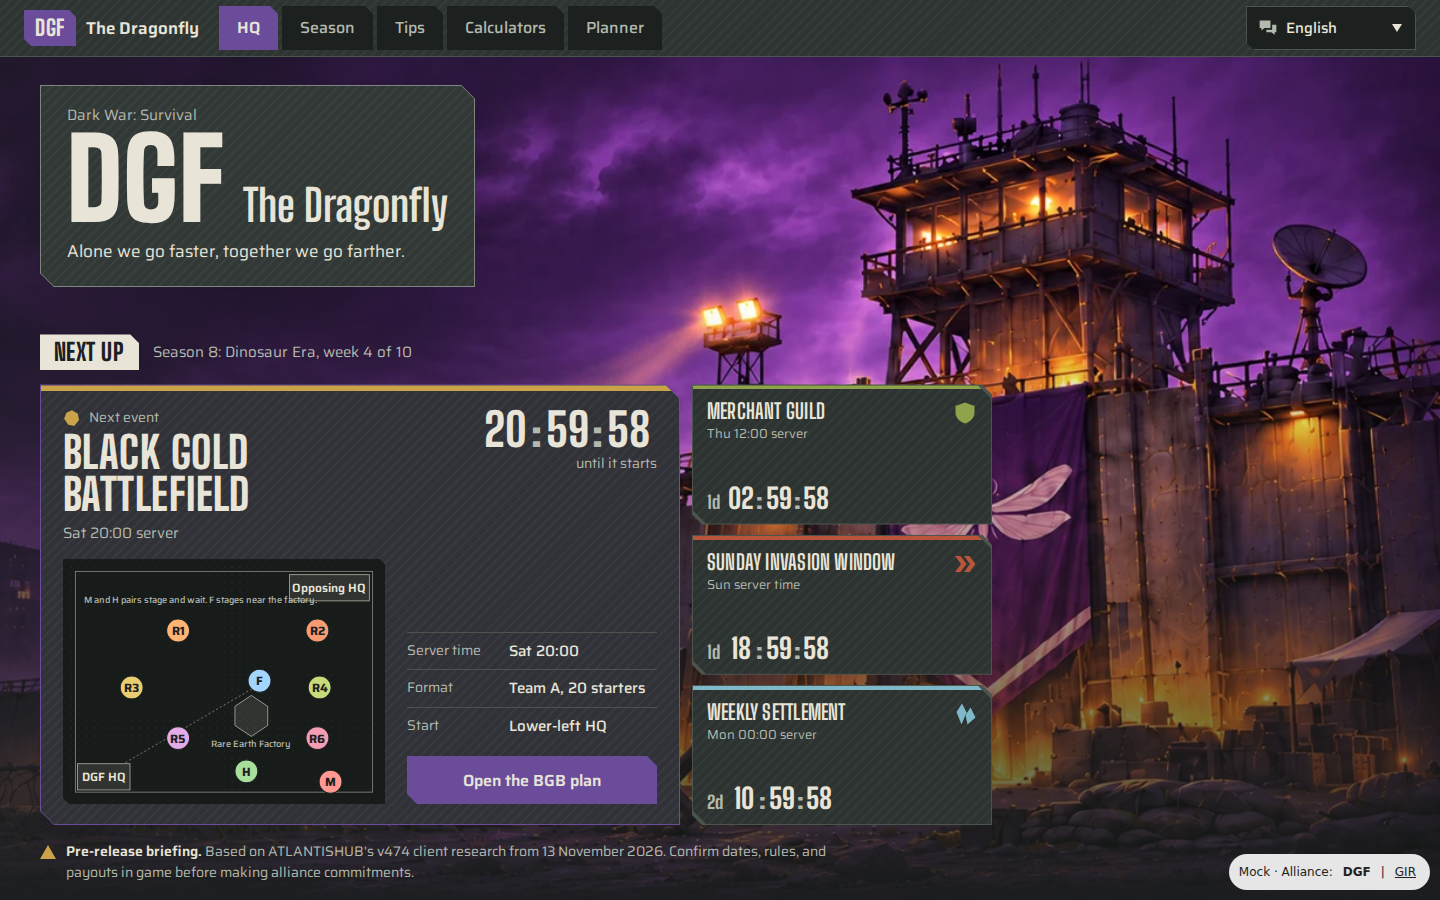 DGF The Dragonfly HQ Season Tips Calculators Planner English
Dark War: Survival
DGF The Dragonfly
Alone we go faster, together we go farther.
NEXT UP Season 8: Dinosaur Era, week 4 of 10
Next event
BLACK GOLD
BATTLEFIELD
Sat 20:00 server
20:59:58
until it starts
Opposing HQ
M and H pairs stage and wait. F stages near the factory.
R1 R2
F
R3 R4
R5 R6
Rare Earth Factory
H
DGF HQ M
Server time Sat 20:00
Format Team A, 20 starters
Start Lower-left HQ
Open the BGB plan
MERCHANT GUILD
Thu 12:00 server
1d 02:59:58
SUNDAY INVASION WINDOW
Sun server time
1d 18:59:58
WEEKLY SETTLEMENT
Mon 00:00 server
2d 10:59:58
Pre-release briefing. Based on ATLANTISHUB's v474 client research from 13 November 2026. Confirm dates, rules, and
payouts in game before making alliance commitments.
Mock · Alliance: DGF | GIR